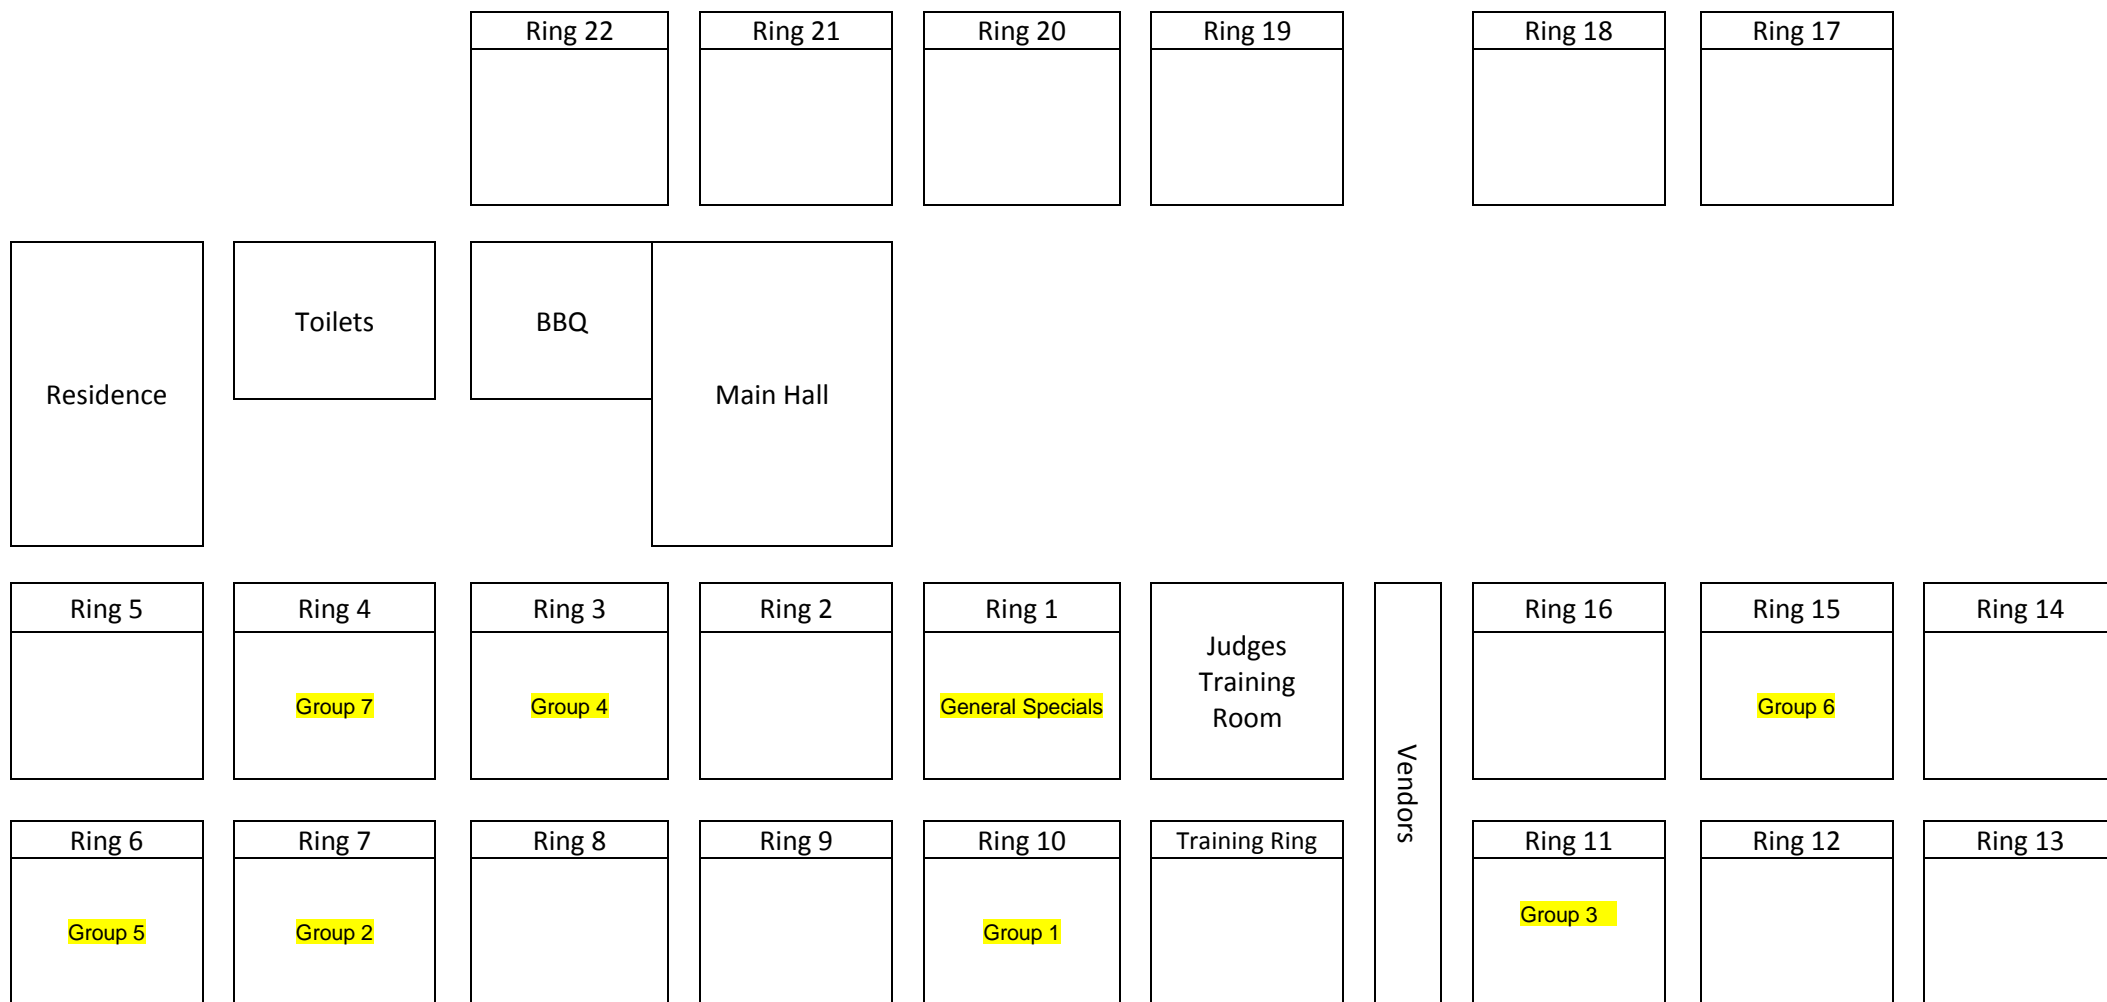 Ring 22
Ring 21
Ring 20
Ring 19
Ring 18
Ring 17
Residence
Toilets
BBQ
Main Hall
Ring 5
Ring 4
Group 7
Ring 3
Group 4
Ring 2
Ring 1
General Specials
Judges
Training
Room
Vendors
Ring 16
Ring 15
Group 6
Ring 14
Ring 6
Group 5
Ring 7
Group 2
Ring 8
Ring 9
Ring 10
Group 1
Training Ring
Ring 11
Group 3
Ring 12
Ring 13